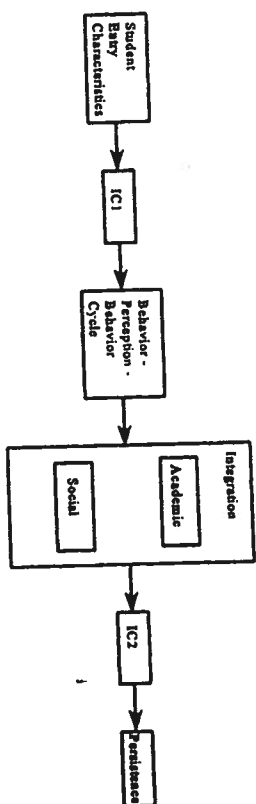 Student
Entry
Characteristics
IC1
Behavior -
Perception -
Behavior
Cycle
Integration
Academic
Social
IC2
Persistence